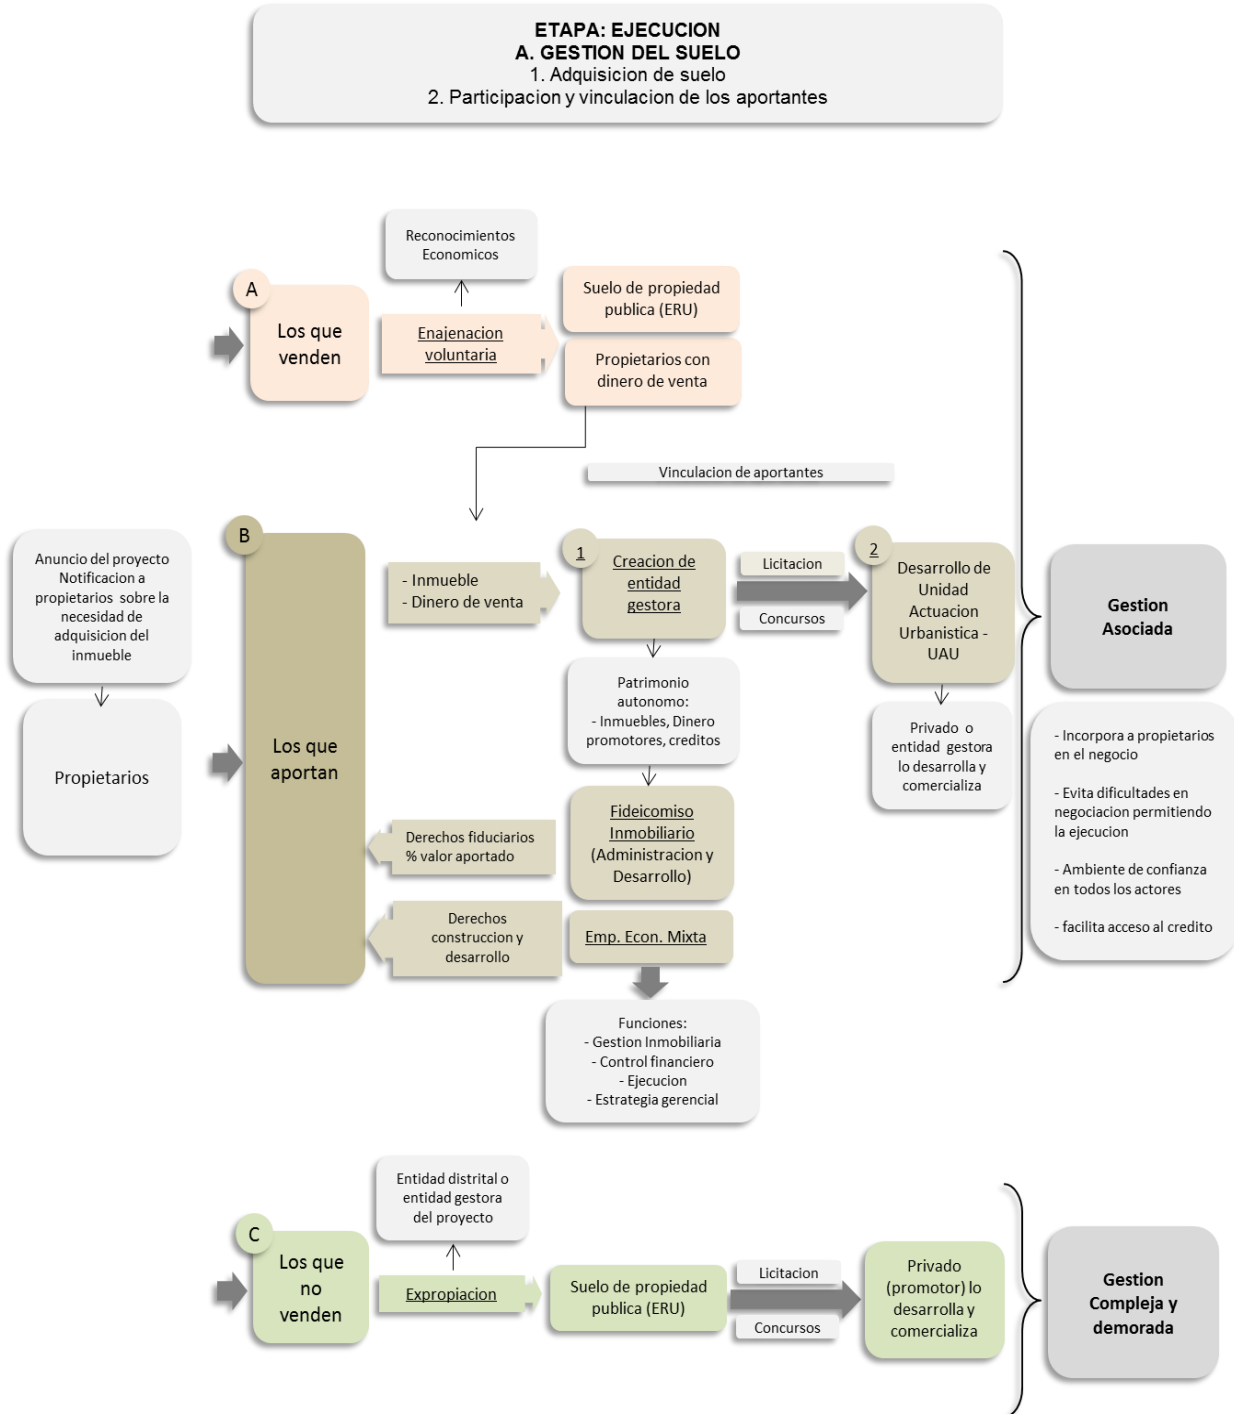 ETAPA: EJECUCION
A. GESTION DEL SUELO
1. Adquisicion de suelo
2. Participacion y vinculacion de los aportantes
Reconocimientos
Economicos
A
Los que
venden
Enajenacion
voluntaria
Suelo de propiedad
publica (ERU)
Propietarios con
dinero de venta
Vinculacion de aportantes
Anuncio del proyecto
Notificacion a
propietarios sobre la
necesidad de
adquisicion del
inmueble
Propietarios
B
Los que
aportan
- Inmueble
- Dinero de venta
1
Creacion de
entidad
gestora
Licitacion
Concursos
2
Desarrollo de
Unidad
Actuacion
Urbanistica -
UAU
Patrimonio
autonomo:
- Inmuebles, Dinero
promotores, creditos
Privado o
entidad gestora
lo desarrolla y
comercializa
Fideicomiso
Inmobiliario
(Administracion y
Desarrollo)
Derechos fiduciarios
% valor aportado
Derechos
construccion y
desarrollo
Emp. Econ. Mixta
Funciones:
- Gestion Inmobiliaria
- Control financiero
- Ejecucion
- Estrategia gerencial
Gestion
Asociada
- Incorpora a propietarios
en el negocio
- Evita dificultades en
negociacion permitiendo
la ejecucion
- Ambiente de confianza
en todos los actores
- facilita acceso al credito
Entidad distrital o
entidad gestora
del proyecto
C
Los que
no
venden
Expropiacion
Suelo de propiedad
publica (ERU)
Licitacion
Concursos
Privado
(promotor) lo
desarrolla y
comercializa
Gestion
Compleja y
demorada